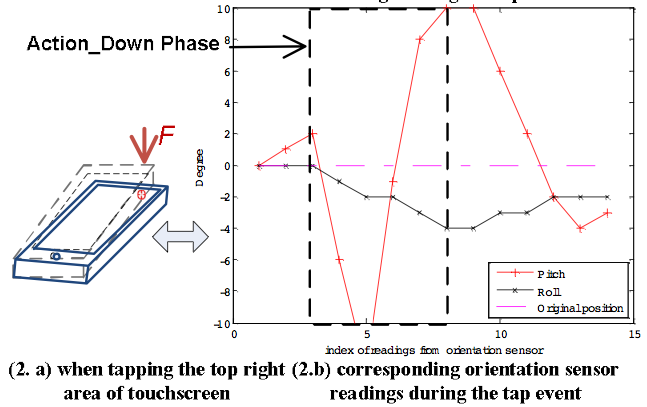 Action_Down Phase
F
10
8
6
4
2
0
-2
-4
-6
-8
-10
Degree
0
5
10
15
index of readings from orientation sensor
Pitch
Roll
Original position
(2. a) when tapping the top right
area of touchscreen
(2.b) corresponding orientation sensor
readings during the tap event